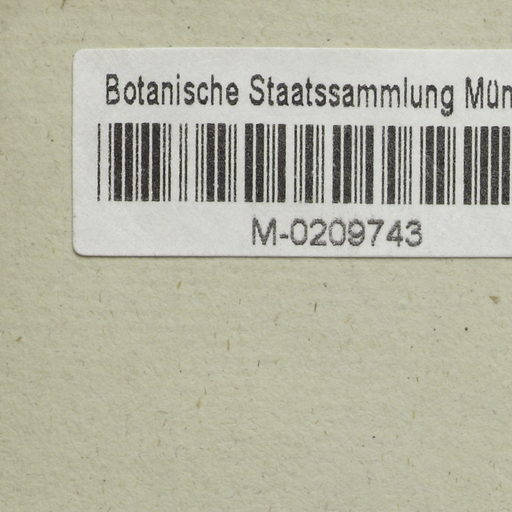 Botanische Staatssammlung Mün
M-0209743